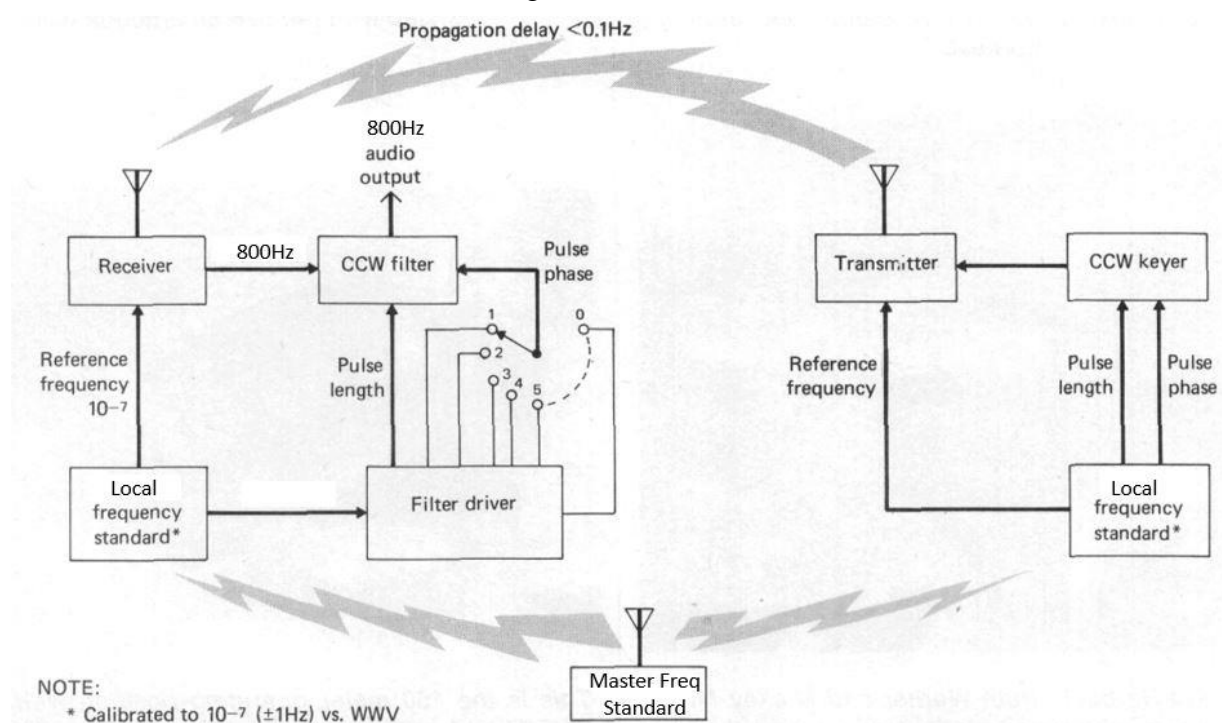 Propagation delay <0.1Hz
800Hz
audio
output
Receiver
800Hz
CCW filter
Pulse
phase
Transmitter
CCW keyer
1
0
2
3
4
5
Reference
frequency
10–7
Pulse
length
Reference
frequency
Pulse
length
Pulse
phase
Local
frequency
standard*
Filter driver
Local
frequency
standard*
Master Freq
Standard
NOTE:
* Calibrated to 10–7 (±1Hz) vs. WWV